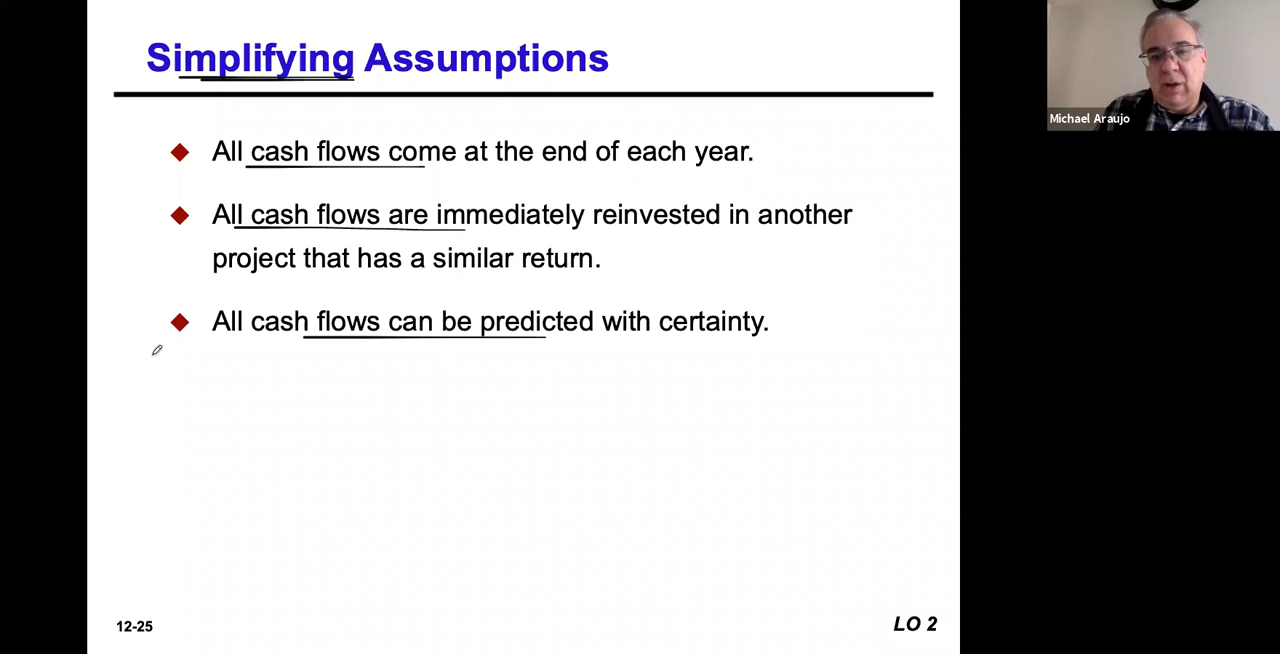 Simplifying Assumptions
Michael Araujo
All cash flows come at the end of each year.
All cash flows are immediately reinvested in another
project that has a similar return.
All cash flows can be predicted with certainty.
12-25
LO 2